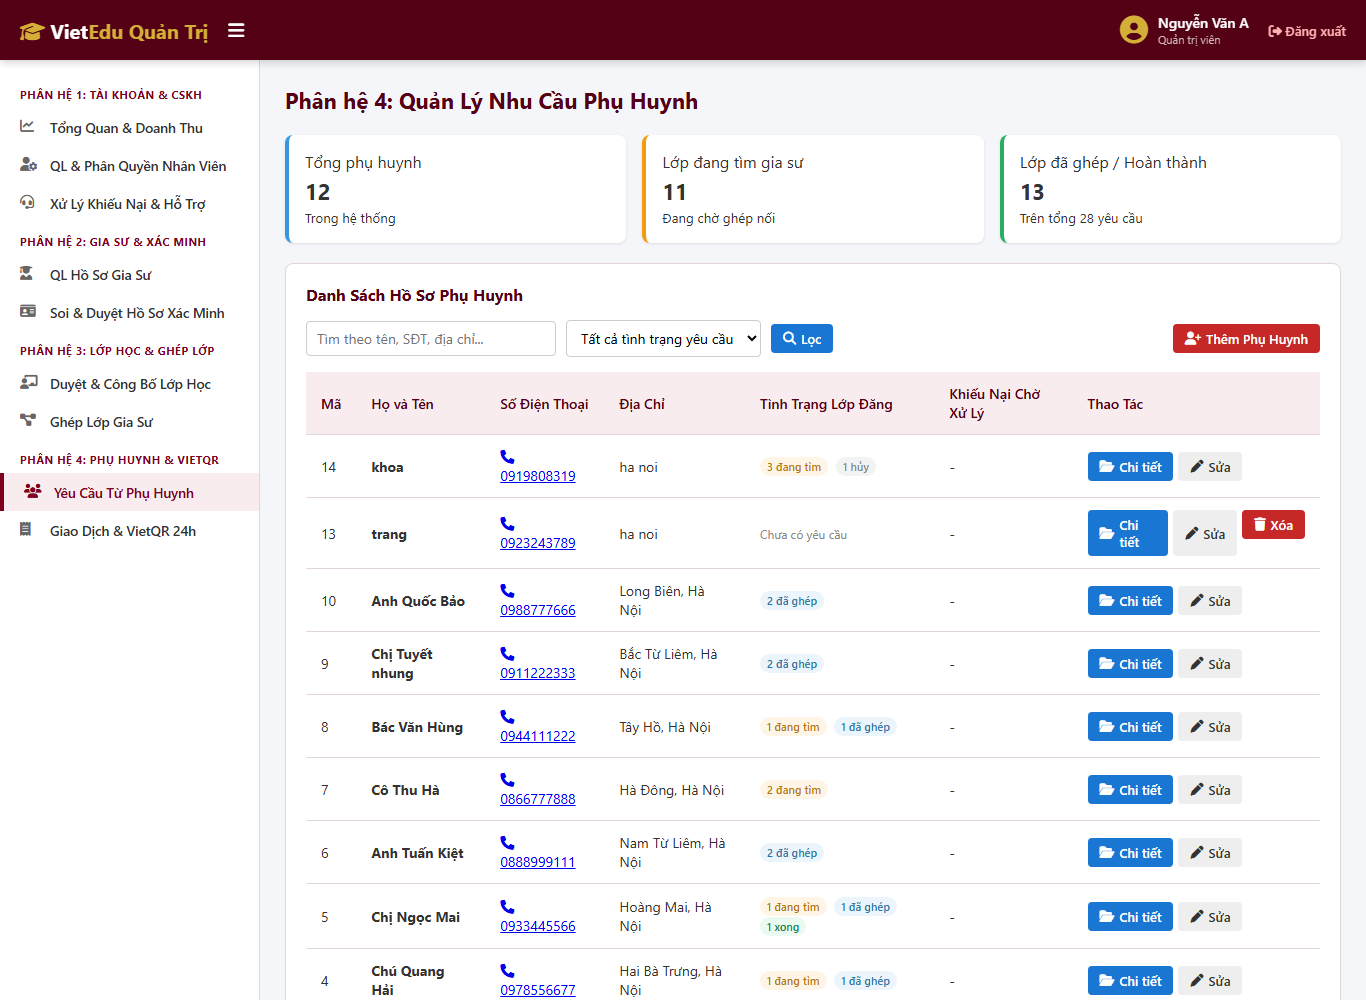 VietEdu Quản Trị
Nguyễn Văn A
Quản trị viên
Đăng xuất
PHÂN HỆ 1: TÀI KHOẢN & CSKH
Tổng Quan & Doanh Thu
QL & Phân Quyền Nhân Viên
Xử Lý Khiếu Nại & Hỗ Trợ
PHÂN HỆ 2: GIA SƯ & XÁC MINH
QL Hồ Sơ Gia Sư
Soi & Duyệt Hồ Sơ Xác Minh
PHÂN HỆ 3: LỚP HỌC & GHÉP LỚP
Duyệt & Công Bố Lớp Học
Ghép Lớp Gia Sư
PHÂN HỆ 4: PHỤ HUYNH & VIETQR
Yêu Cầu Từ Phụ Huynh
Giao Dịch & VietQR 24h
Phân hệ 4: Quản Lý Nhu Cầu Phụ Huynh
Tổng phụ huynh
12
Trong hệ thống
Lớp đang tìm gia sư
11
Đang chờ ghép nối
Lớp đã ghép / Hoàn thành
13
Trên tổng 28 yêu cầu
Danh Sách Hồ Sơ Phụ Huynh
Tìm theo tên, SĐT, địa chỉ...
Tất cả tình trạng yêu cầu
Lọc
Thêm Phụ Huynh
Mã Họ và Tên Số Điện Thoại Địa Chỉ Tình Trạng Lớp Đăng Khiếu Nại Chờ
Xử Lý Thao Tác
14 khoa 0919808319 ha noi 3 đang tìm 1 hủy - Chi tiết Sửa
13 trang 0923243789 ha noi Chưa có yêu cầu - Chi
tiết Sửa Xóa
10 Anh Quốc Bảo 0988777666 Long Biên, Hà
Nội 2 đã ghép - Chi tiết Sửa
9 Chị Tuyết
nhung 0911222333 Bắc Từ Liêm, Hà
Nội 2 đã ghép - Chi tiết Sửa
8 Bác Văn Hùng 0944111222 Tây Hồ, Hà Nội 1 đang tìm 1 đã ghép - Chi tiết Sửa
7 Cô Thu Hà 0866777888 Hà Đông, Hà Nội 2 đang tìm - Chi tiết Sửa
6 Anh Tuấn Kiệt 0888999111 Nam Từ Liêm, Hà
Nội 2 đã ghép - Chi tiết Sửa
5 Chị Ngọc Mai 0933445566 Hoàng Mai, Hà
Nội 1 đang tìm 1 đã ghép
1 xong - Chi tiết Sửa
4 Chú Quang
Hải 0978556677 Hai Bà Trưng, Hà
Nội 1 đang tìm 1 đã ghép - Chi tiết Sửa